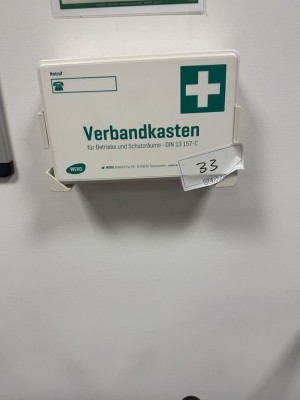 Notruf
Verbandkasten
für Betriebe und Schutzräume - DIN 13 157-C
WERO
33